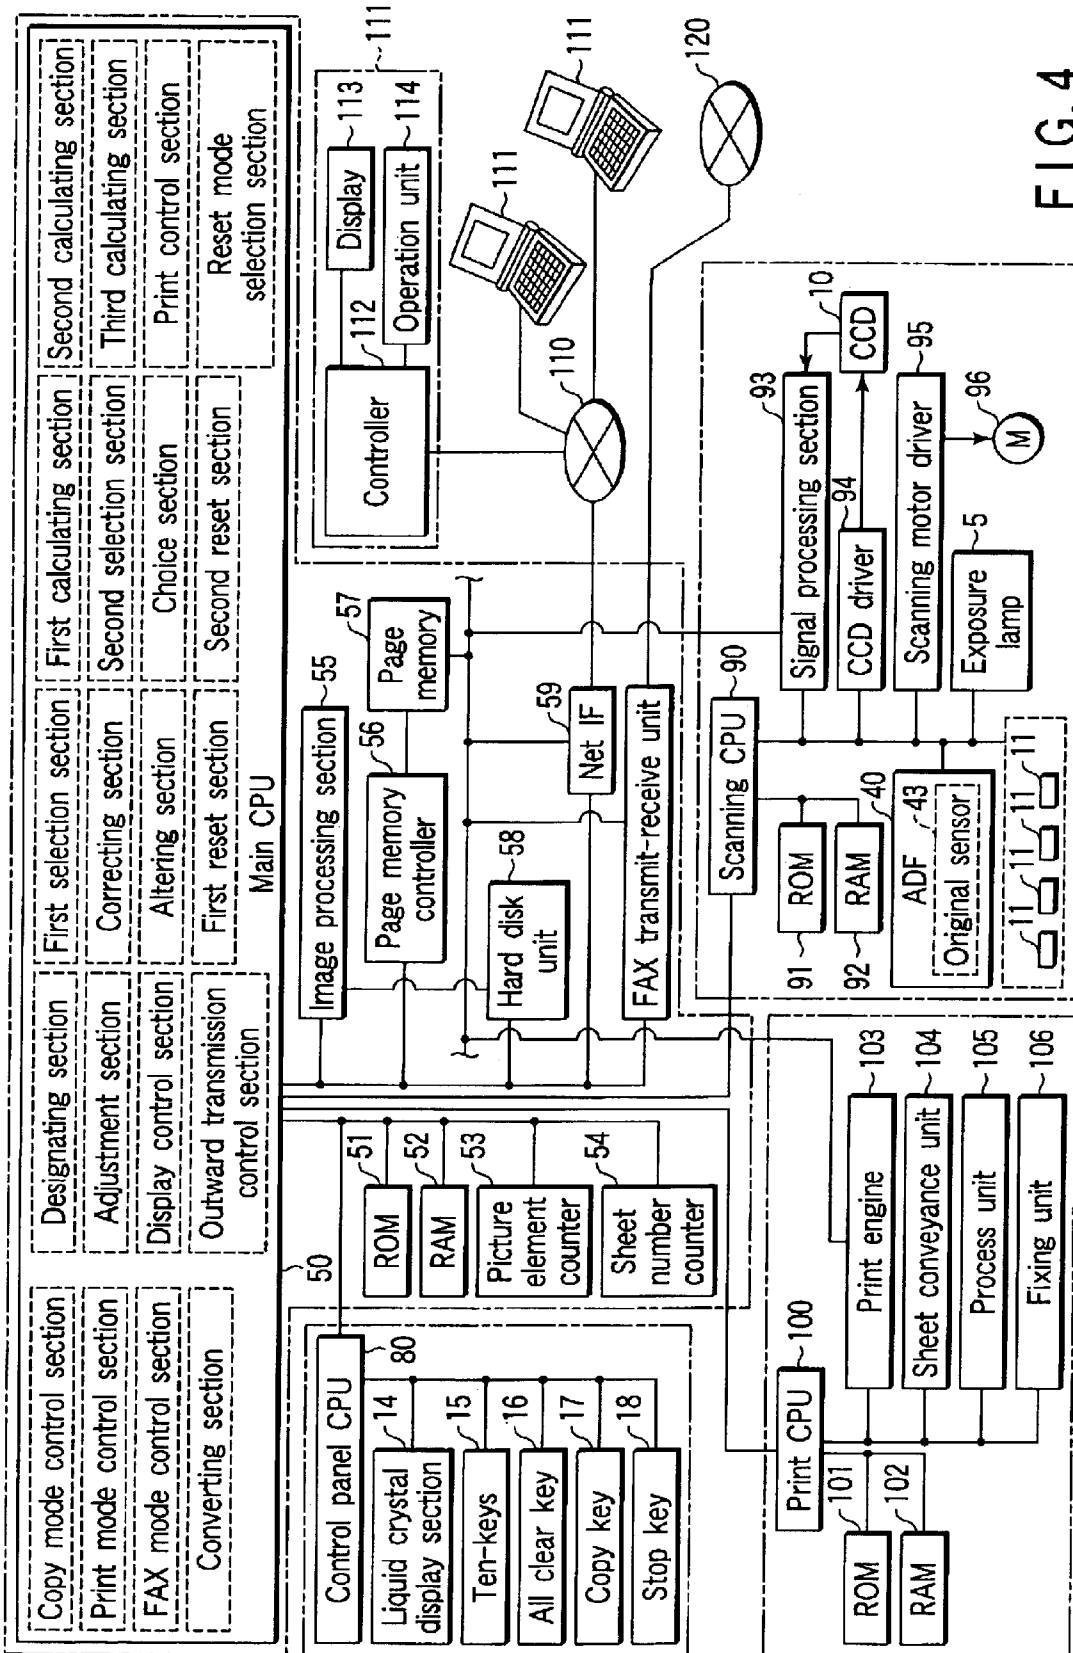 Copy mode control section
Print mode control section
FAX mode control section
Converting section
Designating section
Adjustment section
Display control section
Outward transmission
control section
First selection section
Correcting section
Altering section
First reset section
First calculating section
Second selection section
Choice section
Second reset section
Second calculating section
Third calculating section
Print control section
Reset mode
selection section
Main CPU
50
Control panel CPU
80
Liquid crystal
display section
14
Ten-keys
15
All clear key
16
Copy key
17
Stop key
18
ROM
51
RAM
52
Picture
element
counter
53
Sheet
number
counter
54
Image processing section
55
Page memory
controller
56
Page
memory
57
Hard disk
unit
58
Net IF
59
FAX transmit-receive unit
111
Controller
112
Display
113
Operation unit
114
110
111
111
120
Print CPU
100
ROM
101
RAM
102
Print engine
103
Sheet conveyance unit
104
Process unit
105
Fixing unit
106
Scanning CPU
90
ROM
91
RAM
92
ADF
40
Original sensor
43
11
11
11
11
Signal processing section
93
CCD driver
94
CCD
10
Scanning motor driver
95
M
96
Exposure
lamp
5
FIG. 4